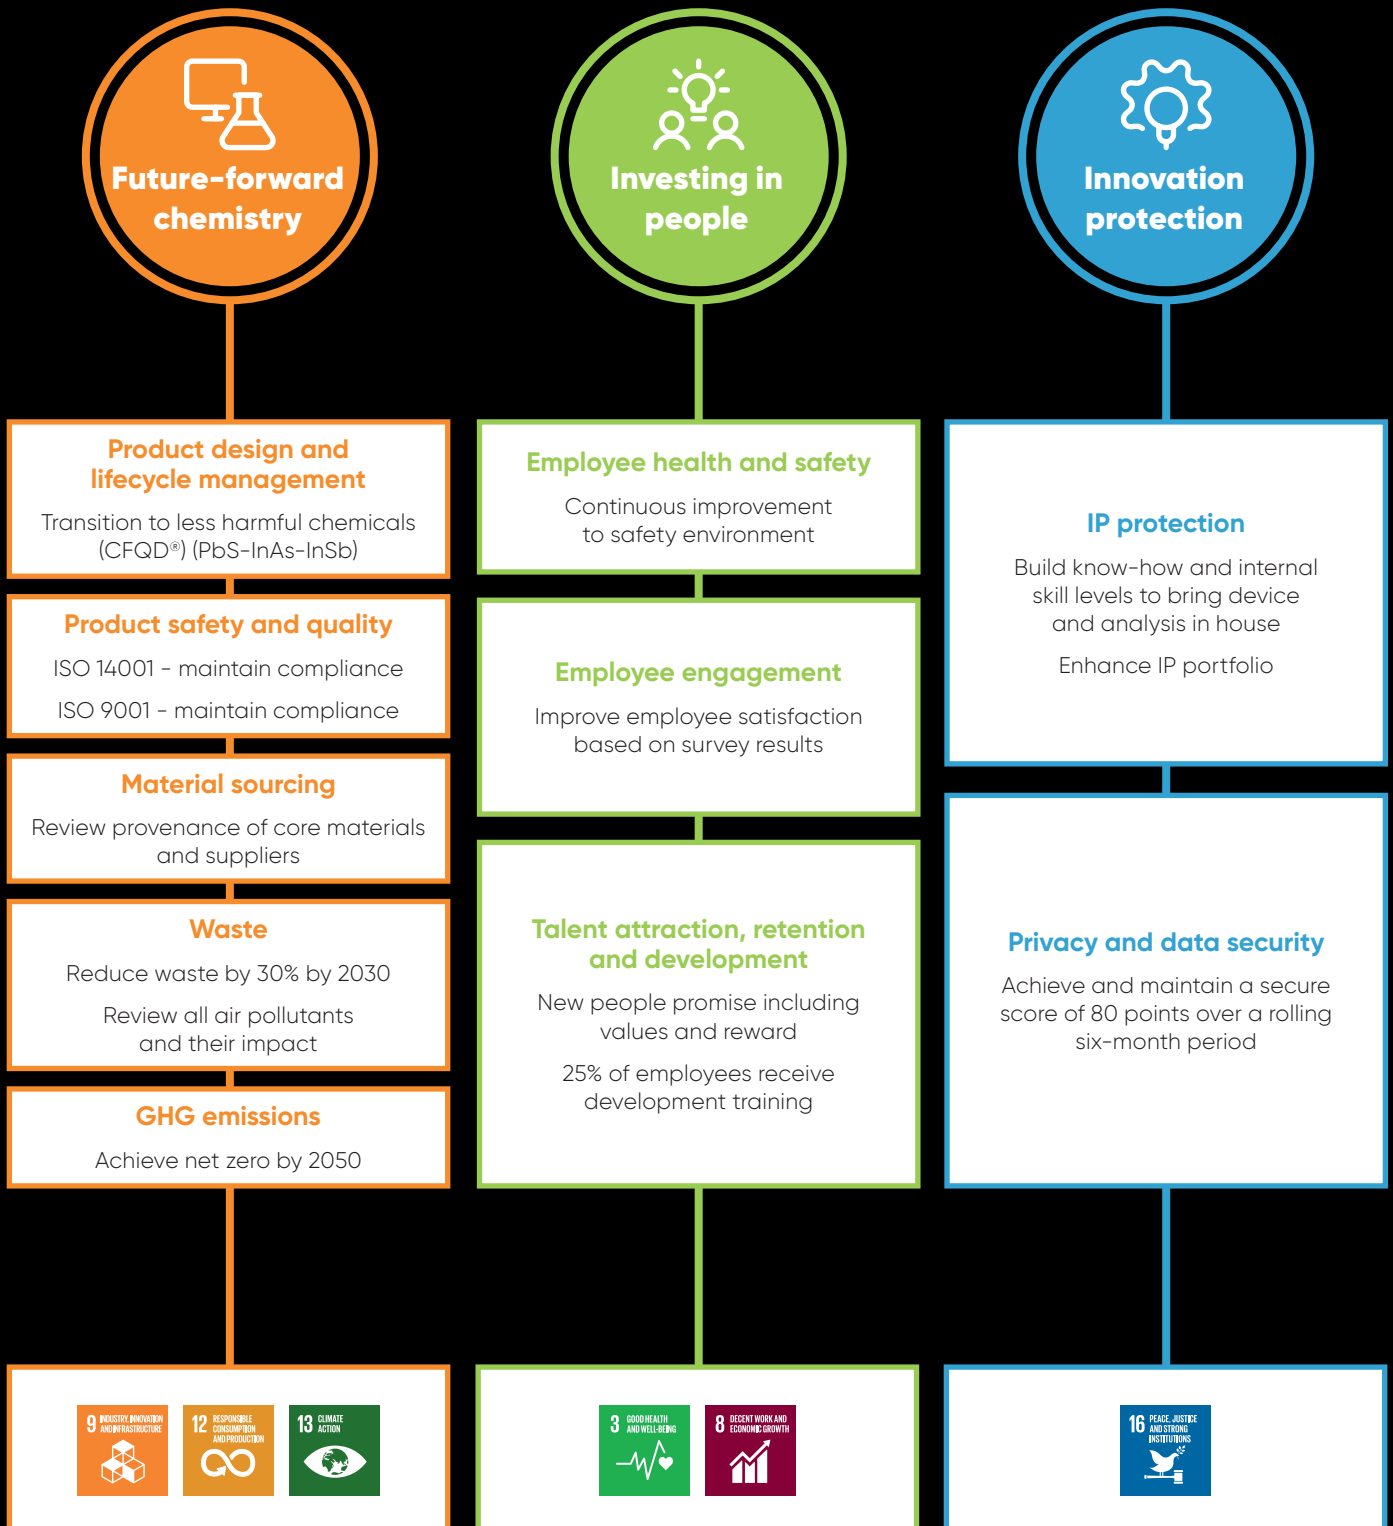 Future-forward
chemistry
Product design and
lifecycle management
Transition to less harmful chemicals
(CFQD®) (PbS-InAs-InSb)
Product safety and quality
ISO 14001 - maintain compliance
ISO 9001 - maintain compliance
Material sourcing
Review provenance of core materials
and suppliers
Waste
Reduce waste by 30% by 2030
Review all air pollutants
and their impact
GHG emissions
Achieve net zero by 2050
9 INDUSTRY, INNOVATION
AND INFRASTRUCTURE
12 RESPONSIBLE
CONSUMPTION
AND PRODUCTION
13 CLIMATE
ACTION
Investing in
people
Employee health and safety
Continuous improvement
to safety environment
Employee engagement
Improve employee satisfaction
based on survey results
Talent attraction, retention
and development
New people promise including
values and reward
25% of employees receive
development training
3 GOOD HEALTH
AND WELL-BEING
8 DECENT WORK AND
ECONOMIC GROWTH
Innovation
protection
IP protection
Build know-how and internal
skill levels to bring device
and analysis in house
Enhance IP portfolio
Privacy and data security
Achieve and maintain a secure
score of 80 points over a rolling
six-month period
16 PEACE, JUSTICE
AND STRONG
INSTITUTIONS